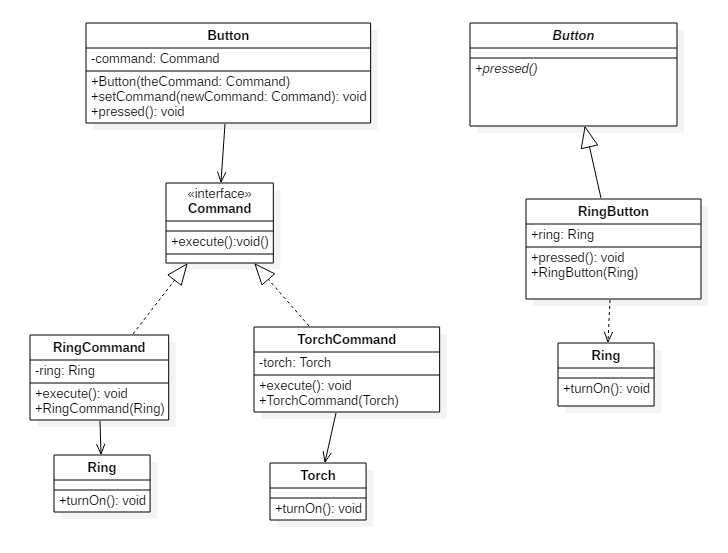 Button
-command: Command
+Button(theCommand: Command)
+setCommand(newCommand: Command): void
+pressed(): void
«interface»
Command
+execute():void()
RingCommand
-ring: Ring
+execute(): void
+RingCommand(Ring)
TorchCommand
-torch: Torch
+execute(): void
+TorchCommand(Torch)
Ring
+turnOn(): void
Torch
+turnOn(): void
Button
+pressed()
RingButton
+ring: Ring
+pressed(): void
+RingButton(Ring)
Ring
+turnOn(): void